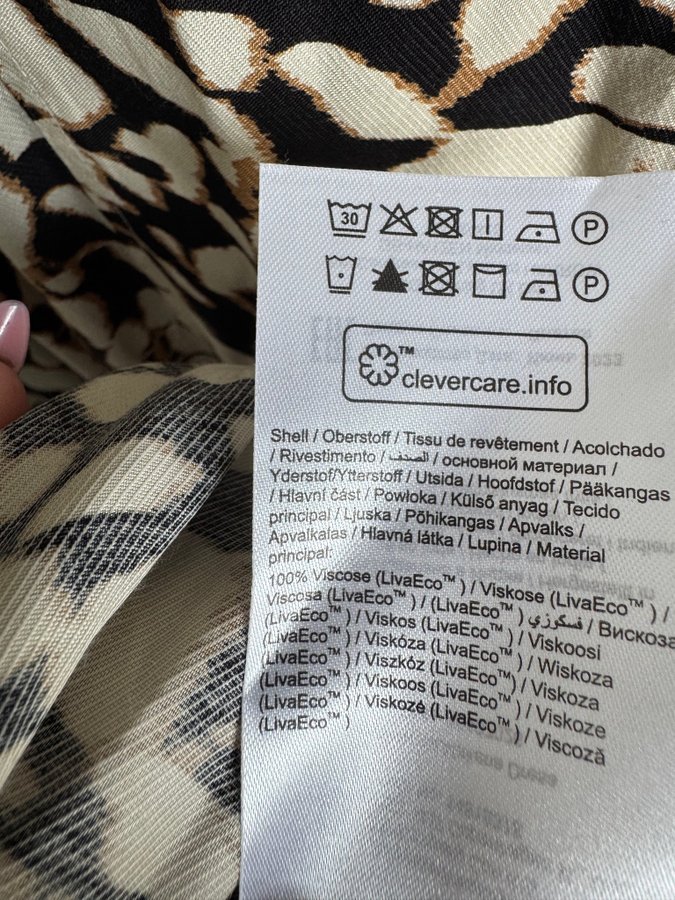 30 P
P
™
clevercare.info
Shell / Oberstoff / Tissu de revêtement / Acolchado
/ Rivestimento / الصدف / основной материал /
Yderstof/Ytterstoff / Utsida / Hoofdstof / Pääkangas
/ Hlavní část / Powłoka / Külső anyag / Tecido
principal / Ljuska / Põhikangas / Apvalks /
Apvalkalas / Hlavná látka / Lupina / Material
principal:
100% Viscose (LivaEco™) / Viskose (LivaEco™) /
Viscosa (LivaEco™) / (LivaEco™) فسكوزي / Вискоза
(LivaEco™) / Viskos (LivaEco™) / Viskoosi
(LivaEco™) / Viskóza (LivaEco™) / Wiskoza
(LivaEco™) / Viszkóz (LivaEco™) / Viskoza
(LivaEco™) / Viskoos (LivaEco™) / Viskoze
(LivaEco™) / Viskozė (LivaEco™) / Viscoză
(LivaEco™)